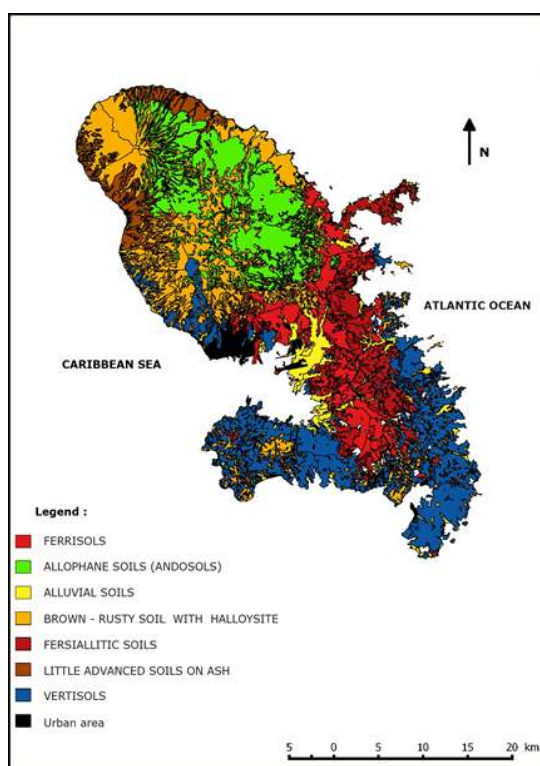 N
ATLANTIC OCEAN
CARIBBEAN SEA
Legend :
FERRISOLS
ALLOPHANE SOILS (ANDOSOLS)
ALLUVIAL SOILS
BROWN - RUSTY SOIL WITH HALLOYSITE
FERSIALLITIC SOILS
LITTLE ADVANCED SOILS ON ASH
VERTISOLS
Urban area
5 0 5 10 15 20 km